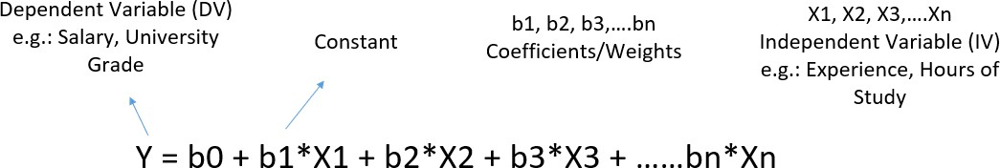 Dependent Variable (DV)
e.g.: Salary, University
Grade
Constant
b1, b2, b3,....bn
Coefficients/Weights
X1, X2, X3,....Xn
Independent Variable (IV)
e.g.: Experience, Hours of
Study
Y = b0 + b1*X1 + b2*X2 + b3*X3 + ......bn*Xn